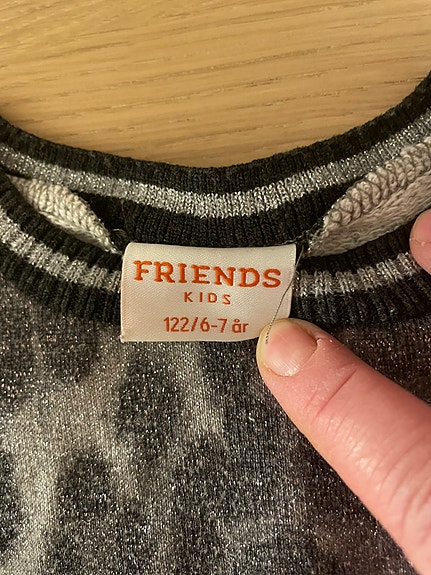 FRIENDS
KIDS
122/6-7 år